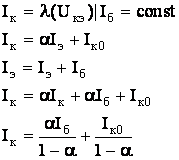 Iк = λ(Uкэ)|Iб = const
Iк = αIэ + Iк0
Iэ = Iэ + Iб
Iк = αIк + αIб + Iк0
Iк = αIб/(1 − α) + Iк0/(1 − α)